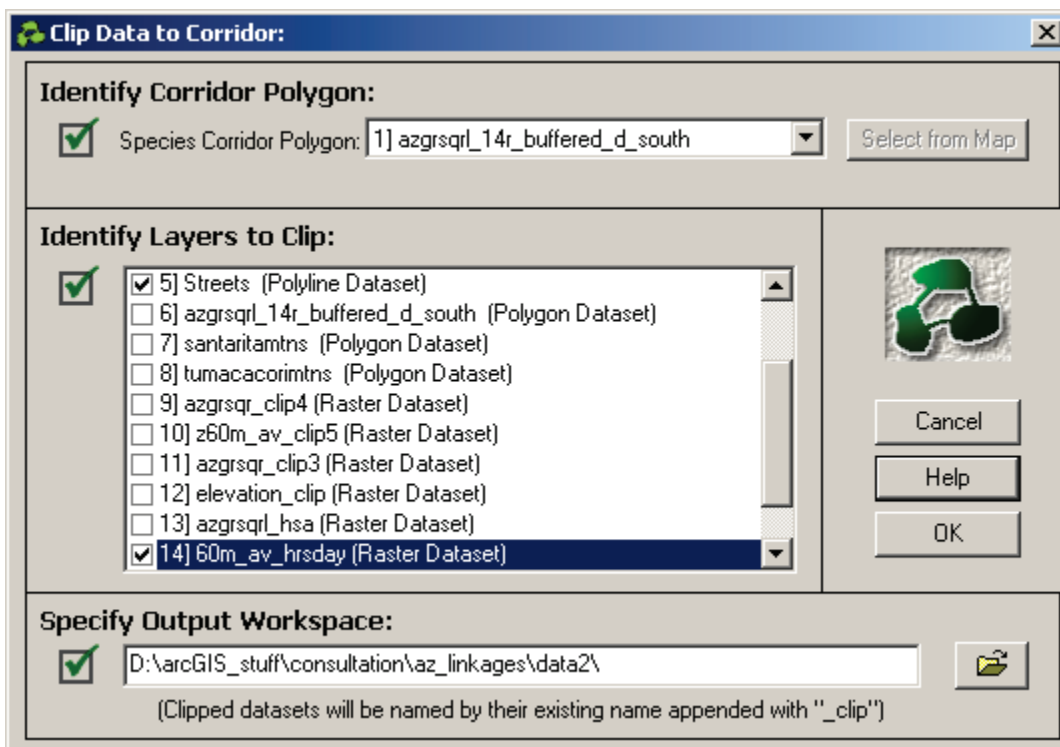 Clip Data to Corridor:
Identify Corridor Polygon:
Species Corridor Polygon: 1] azgrsqrl_14r_buffered_d_south Select from Map
Identify Layers to Clip:
5] Streets (Polyline Dataset)
6] azgrsqrl_14r_buffered_d_south (Polygon Dataset)
7] santaritamtns (Polygon Dataset)
8] tumacacorimtns (Polygon Dataset)
9] azgrsqr_clip4 (Raster Dataset)
10] z60m_av_clip5 (Raster Dataset)
11] azgrsqr_clip3 (Raster Dataset)
12] elevation_clip (Raster Dataset)
13] azgrsqrl_hsa (Raster Dataset)
14] 60m_av_hrsday (Raster Dataset)
Cancel
Help
OK
Specify Output Workspace:
D:\arcGIS_stuff\consultation\az_linkages\data2\
(Clipped datasets will be named by their existing name appended with "_clip")